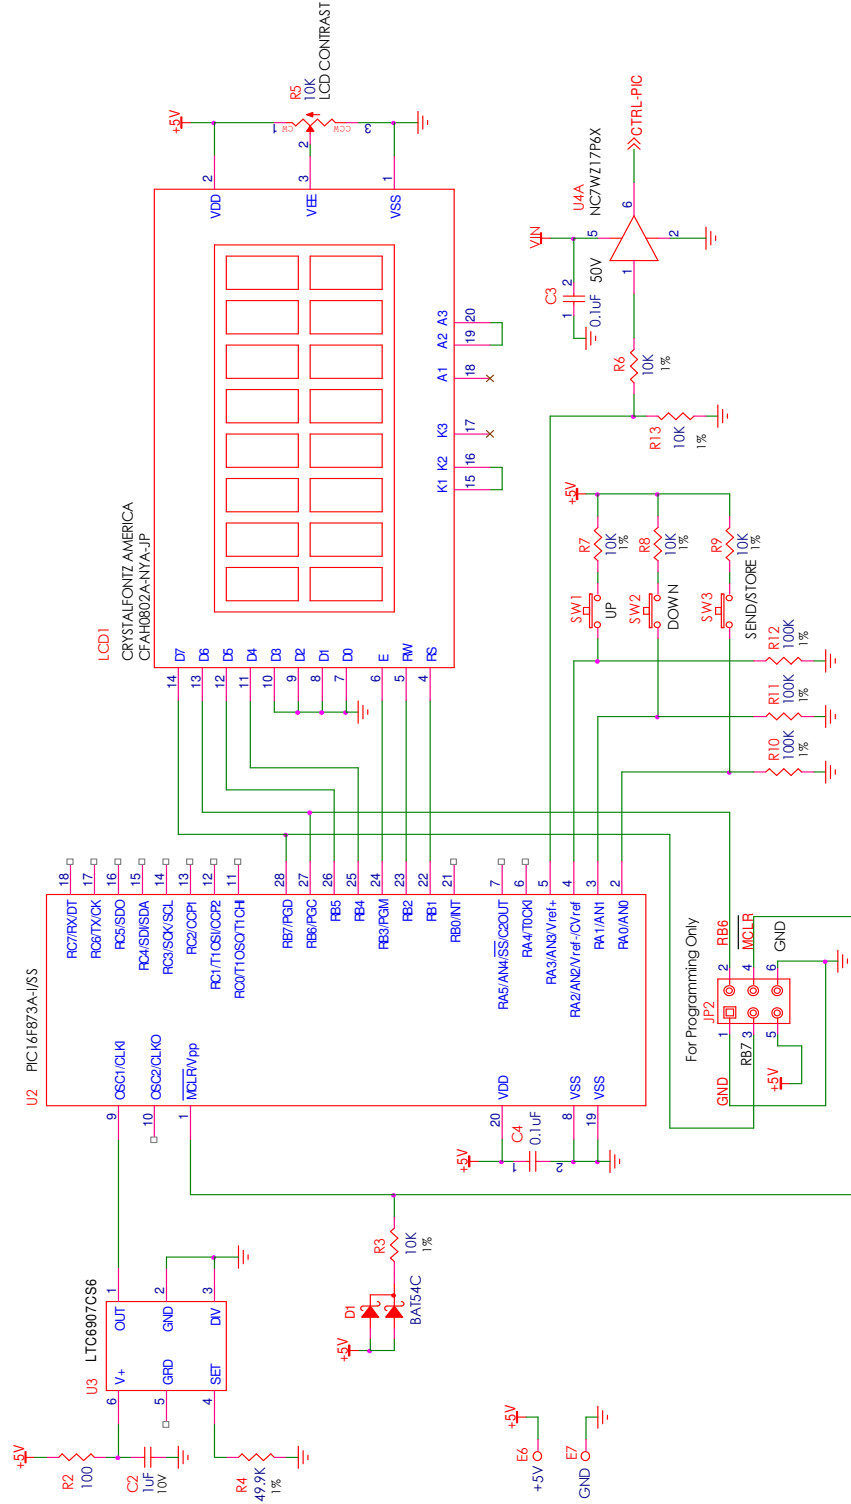 +5V
R2
100
C2
1uF
10V
R4
49.9K
1%
U3
LTC6907CS6
6
V+
5
GRD
4
SET
OUT
1
GND
2
DIV
3
+5V
D1
BAT54C
R3
10K
1%
E6
+5V
+5V
E7
GND
U2
PIC16F873A-I/SS
9
OSC1/CLKI
10
OSC2/CLKO
1
MCLR/Vpp
20
VDD
8
VSS
19
VSS
+5V
C4
0.1uF
1
2
RC7/RX/DT
18
RC6/TX/CK
17
RC5/SDO
16
RC4/SDI/SDA
15
RC3/SCK/SCL
14
RC2/CCP1
13
RC1/T1OSI/CCP2
12
RC0/T1OSO/T1CHI
11
RB7/PGD
28
RB6/PGC
27
RB5
26
RB4
25
RB3/PGM
24
RB2
23
RB1
22
RB0/INT
21
RA5/AN4/SS/C2OUT
7
RA4/T0CKI
6
RA3/AN3/Vref+
5
RA2/AN2/Vref-/CVref
4
RA1/AN1
3
RA0/AN0
2
For Programming Only
JP2
GND
1
2
RB6
RB7
3
4
MCLR
5
6
GND
+5V
LCD1
CRYSTALFONTZ AMERICA
CFAH0802A-NYA-JP
14
D7
13
D6
12
D5
11
D4
10
D3
9
D2
8
D1
7
D0
6
E
5
RW
4
RS
VDD
2
VEE
3
VSS
1
K1
15
K2
16
K3
17
A1
18
A2
19
A3
20
+5V
R5
10K
LCD CONTRAST
CW
CCW
1
2
3
+5V
SW1
UP
R7
10K
1%
SW2
DOWN
R8
10K
1%
SW3
SEND/STORE
R9
10K
1%
R10
100K
1%
R11
100K
1%
R12
100K
1%
R13
10K
1%
R6
10K
1%
C3
0.1uF
50V
1
2
VIN
U4A
NC7WZ17P6X
1
5
2
6
CTRL-PIC